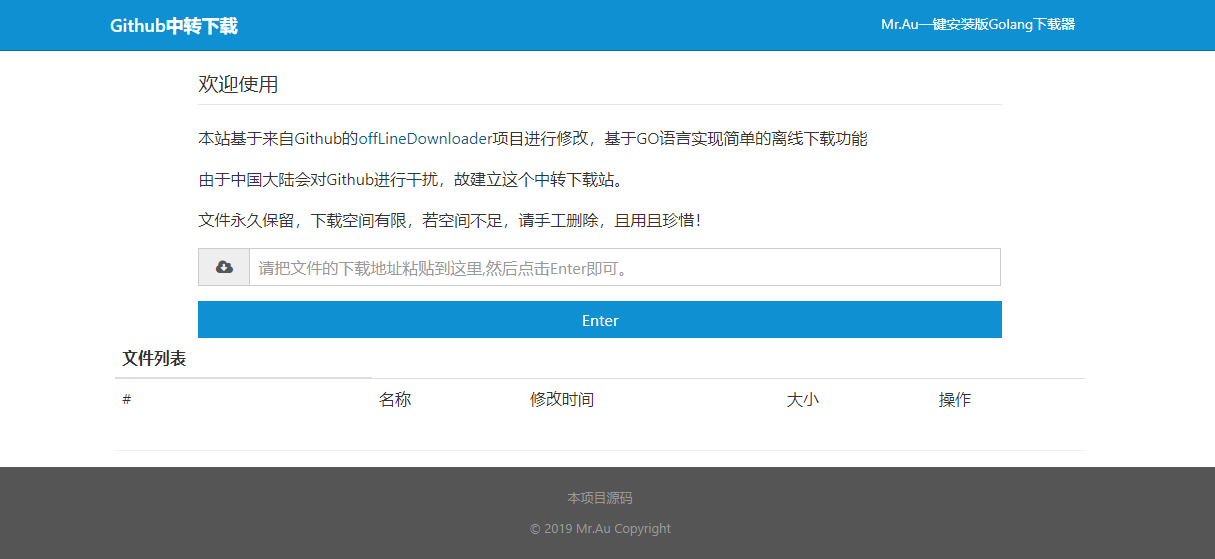 Github中转下载
Mr.Au一键安装版Golang下载器
欢迎使用
本站基于来自Github的offLineDownloader项目进行修改，基于GO语言实现简单的离线下载功能
由于中国大陆会对Github进行干扰，故建立这个中转下载站。
文件永久保留，下载空间有限，若空间不足，请手工删除，且用且珍惜！
请把文件的下载地址粘贴到这里,然后点击Enter即可。
Enter
文件列表
# 名称 修改时间 大小 操作
本项目源码
© 2019 Mr.Au Copyright